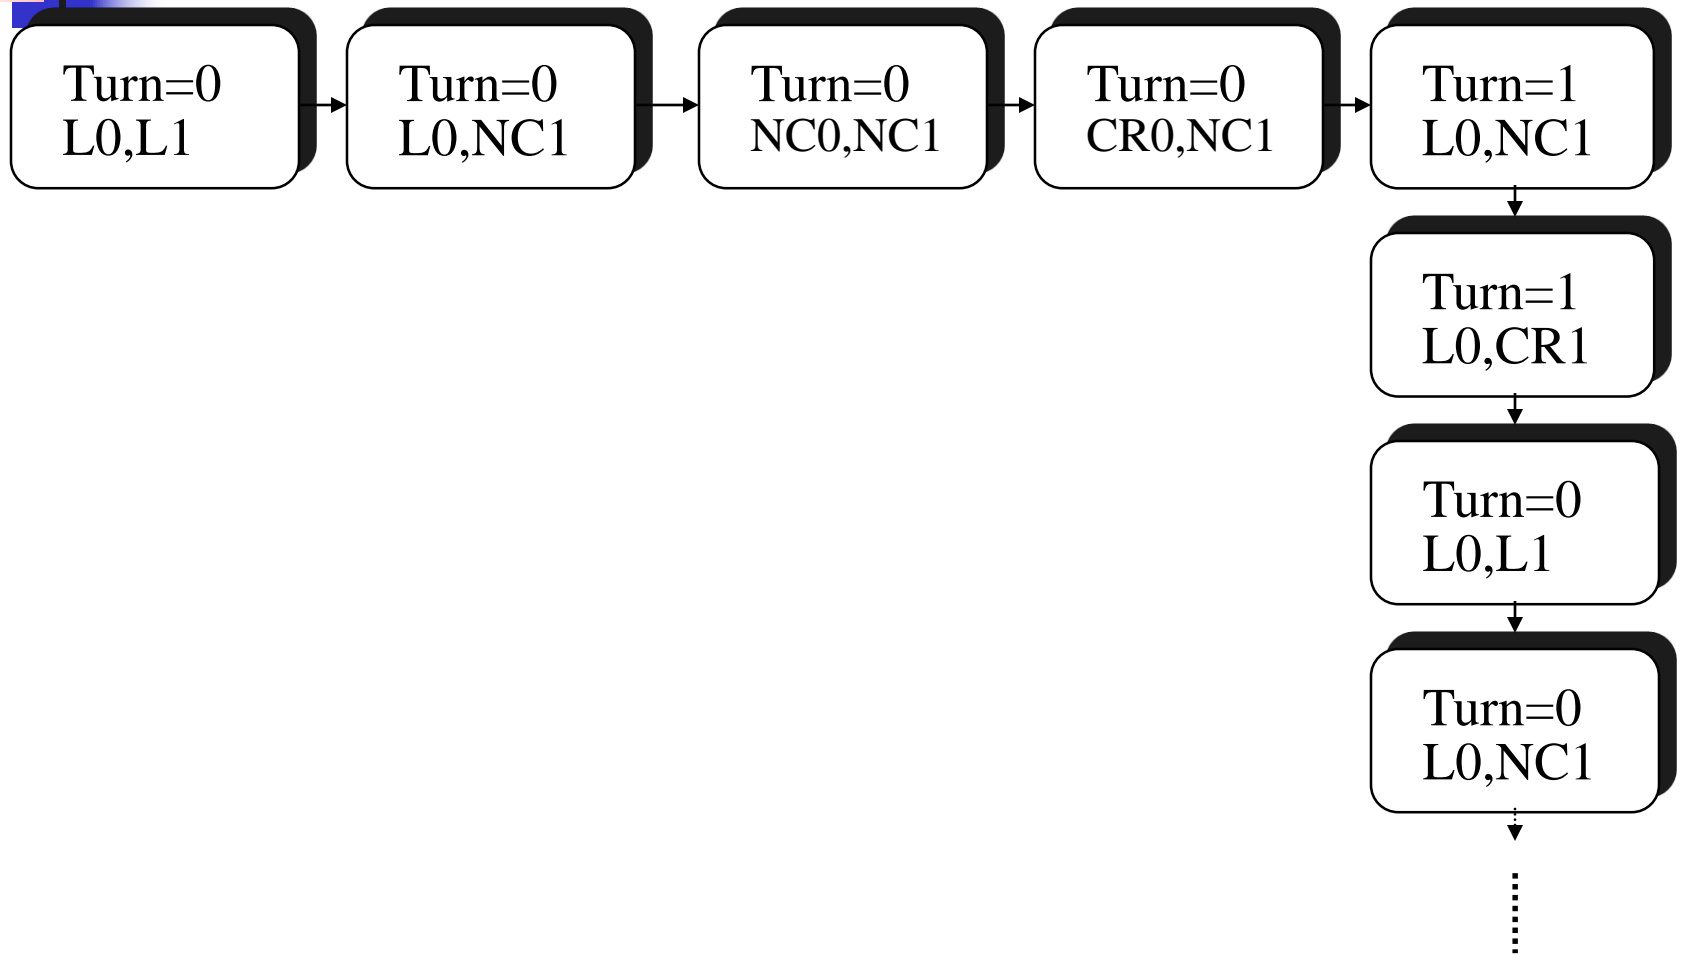 Turn=0
L0,L1
Turn=0
L0,NC1
Turn=0
NC0,NC1
Turn=0
CR0,NC1
Turn=1
L0,NC1
Turn=1
L0,CR1
Turn=0
L0,L1
Turn=0
L0,NC1